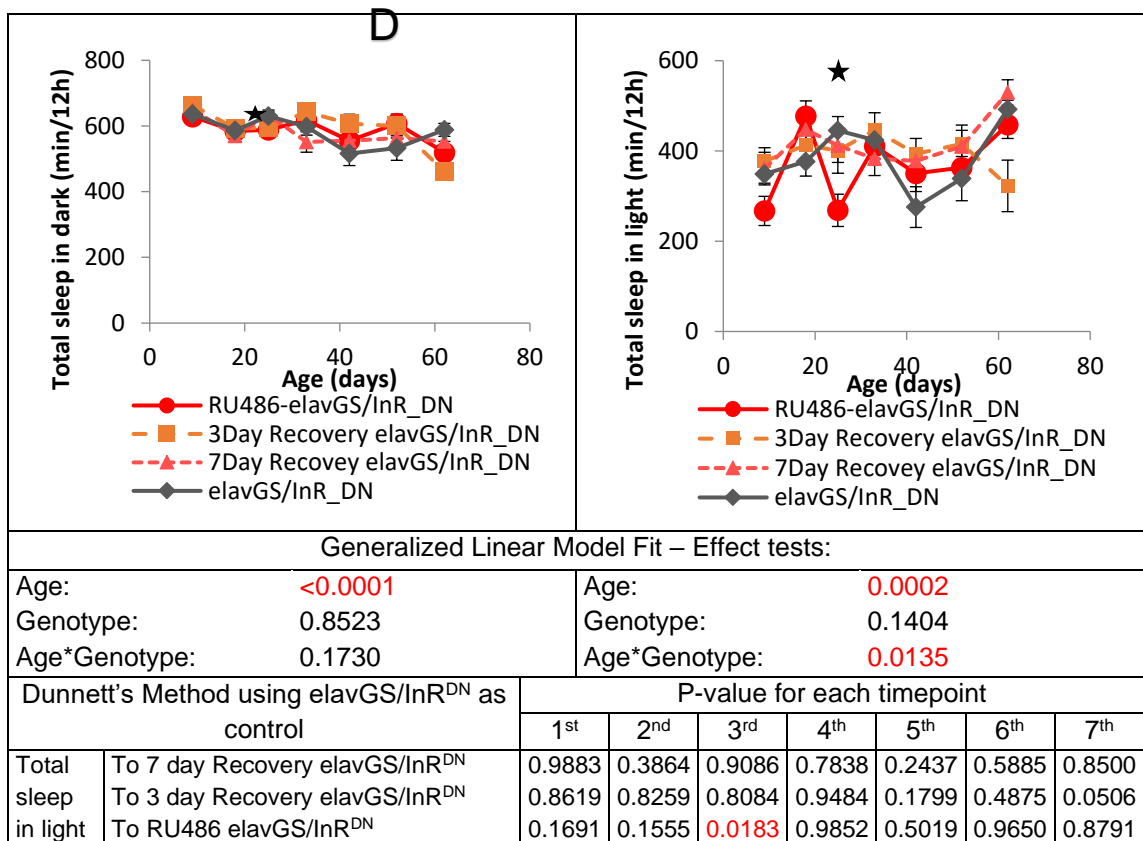 D
Total sleep in dark (min/12h)
800
600
400
200
0
0 20 40 60 80
Age (days)
RU486-elavGS/InR_DN
3Day Recovery elavGS/InR_DN
7Day Recovey elavGS/InR_DN
elavGS/InR_DN
Total sleep in light (min/12h)
600
400
200
0
0 20 40 60 80
Age (days)
RU486-elavGS/InR_DN
3Day Recovery elavGS/InR_DN
7Day Recovey elavGS/InR_DN
elavGS/InR_DN
Generalized Linear Model Fit – Effect tests:
Age: <0.0001 Age: 0.0002
Genotype: 0.8523 Genotype: 0.1404
Age*Genotype: 0.1730 Age*Genotype: 0.0135
Dunnett's Method using elavGS/InRDN as control
P-value for each timepoint
1st 2nd 3rd 4th 5th 6th 7th
Total sleep in light
To 7 day Recovery elavGS/InRDN 0.9883 0.3864 0.9086 0.7838 0.2437 0.5885 0.8500
To 3 day Recovery elavGS/InRDN 0.8619 0.8259 0.8084 0.9484 0.1799 0.4875 0.0506
To RU486 elavGS/InRDN 0.1691 0.1555 0.0183 0.9852 0.5019 0.9650 0.8791